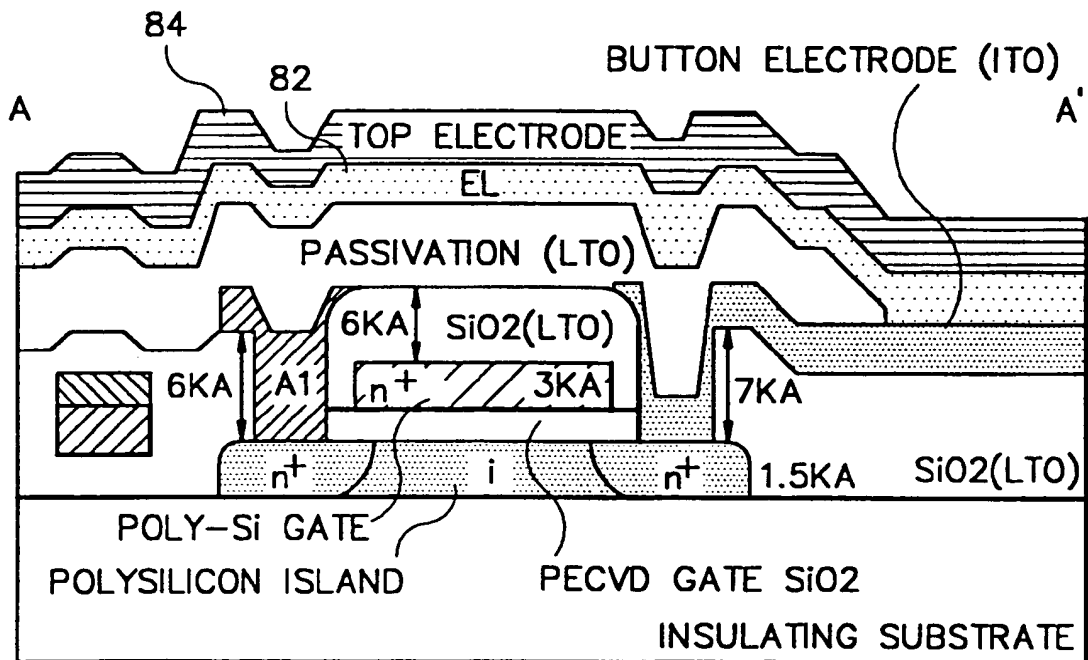 84
82
BUTTON ELECTRODE (ITO)
A
A'
TOP ELECTRODE
EL
PASSIVATION (LTO)
6KA
SiO2(LTO)
6KA
A1
n+
3KA
7KA
n+
i
n+
1.5KA
SiO2(LTO)
POLY-Si GATE
POLYSILICON ISLAND
PECVD GATE SiO2
INSULATING SUBSTRATE